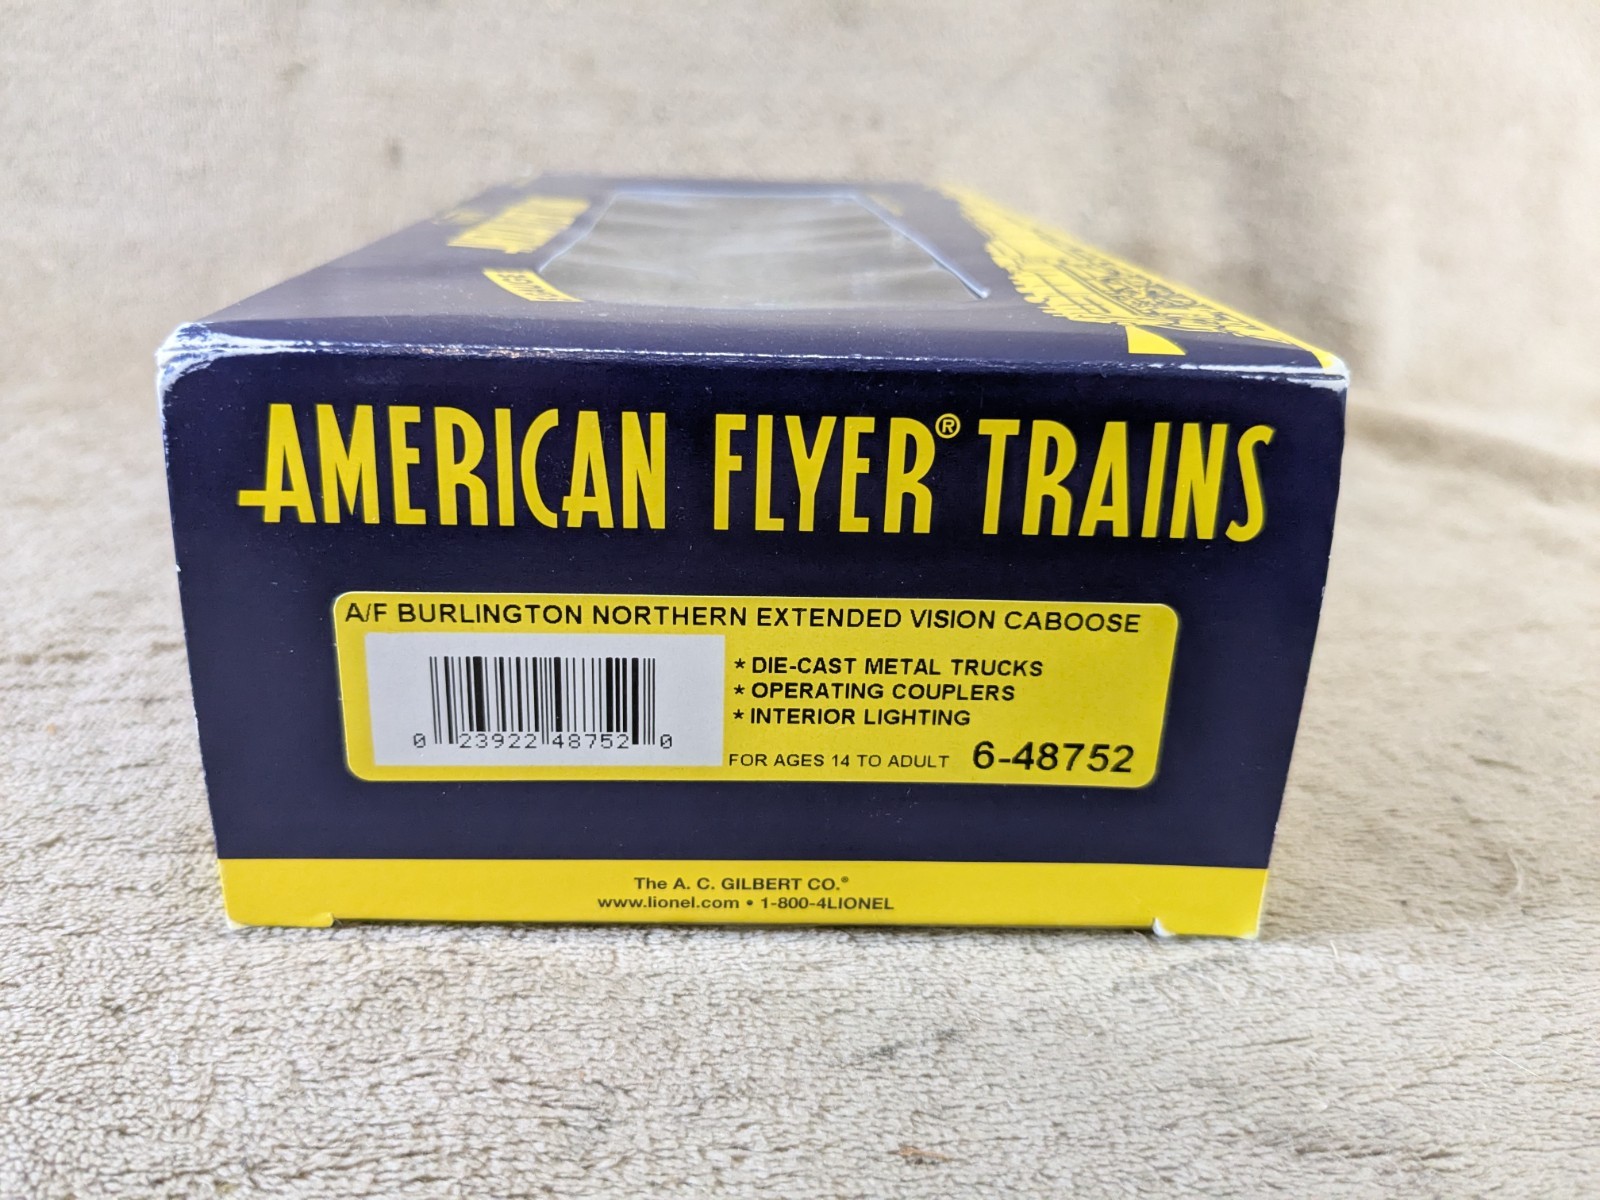 AMERICAN FLYER® TRAINS
A/F BURLINGTON NORTHERN EXTENDED VISION CABOOSE
* DIE-CAST METAL TRUCKS
* OPERATING COUPLERS
* INTERIOR LIGHTING
0 23922 48752 0
FOR AGES 14 TO ADULT 6-48752
The A. C. GILBERT CO.®
www.lionel.com • 1-800-4LIONEL